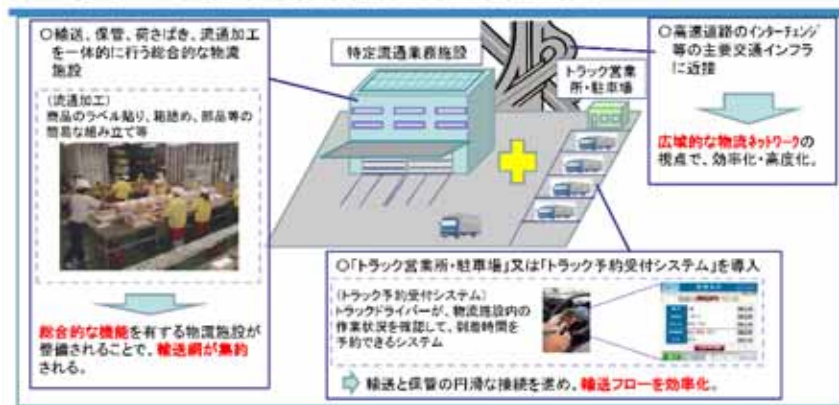 ○輸送、保管、荷さばき、流通加工
を一体的に行う総合的な物流
施設
(流通加工)
商品のラベル貼り、箱詰め、部品等の
簡易な組み立て等
総合的な機能を有する物流施設が
整備されることで、輸送網が集約
される。
特定流通業務施設
トラック営業
所・駐車場
○高速道路のインターチェンジ
等の主要交通インフラ
に近接
広域的な物流ネットワークの
視点で、効率化・高度化。
○「トラック営業所・駐車場」又は「トラック予約受付システム」を導入
(トラック予約受付システム)
トラックドライバーが、物流施設内の
作業状況を確認して、到着時間を
予約できるシステム
輸送と保管の円滑な接続を進め、輸送フローを効率化。